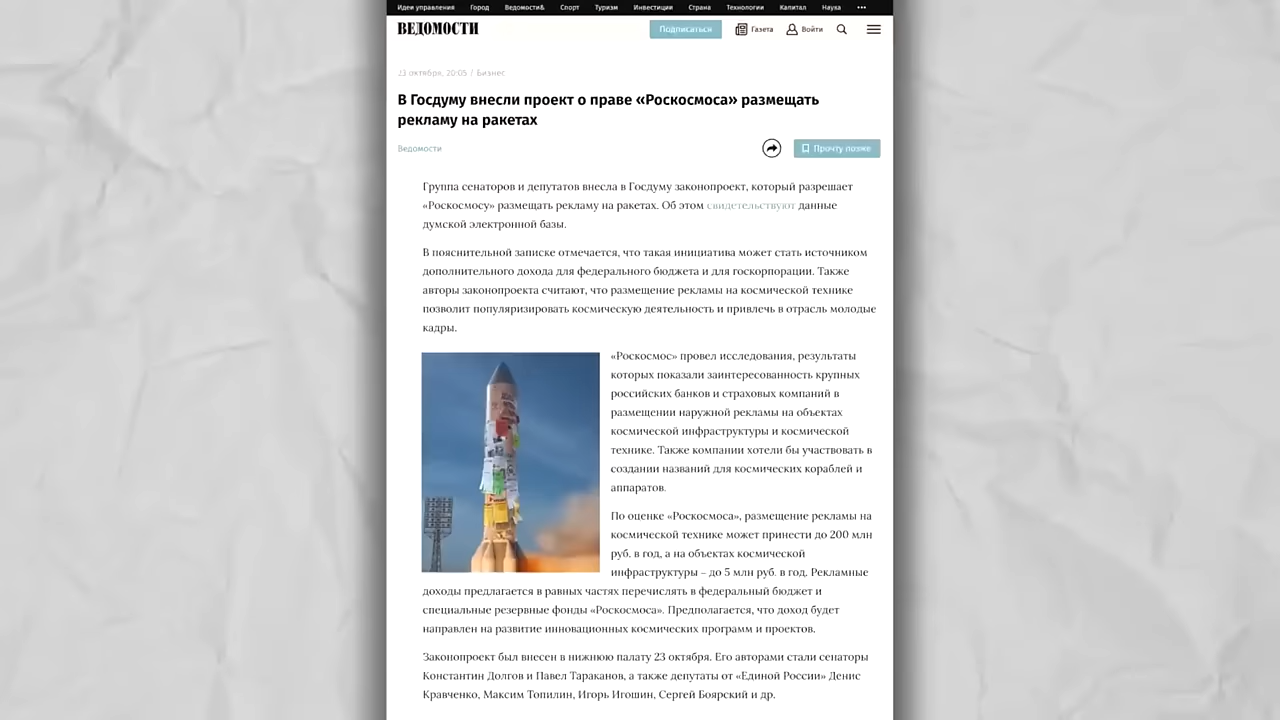 Идеи управления Город Ведомости& Спорт Туризм Инвестиции Страна Технологии Капитал Наука •••
ВЕДОМОСТИ Подписаться Газета Войти
23 октября, 20:05 / Бизнес
В Госдуму внесли проект о праве «Роскосмоса» размещать
рекламу на ракетах
Ведомости Прочту позже
Группа сенаторов и депутатов внесла в Госдуму законопроект, который разрешает
«Роскосмосу» размещать рекламу на ракетах. Об этом свидетельствуют данные
думской электронной базы.
В пояснительной записке отмечается, что такая инициатива может стать источником
дополнительного дохода для федерального бюджета и для госкорпорации. Также
авторы законопроекта считают, что размещение рекламы на космической технике
позволит популяризировать космическую деятельность и привлечь в отрасль молодые
кадры.
«Роскосмос» провел исследования, результаты
которых показали заинтересованность крупных
российских банков и страховых компаний в
размещении наружной рекламы на объектах
космической инфраструктуры и космической
технике. Также компании хотели бы участвовать в
создании названий для космических кораблей и
аппаратов.
По оценке «Роскосмоса», размещение рекламы на
космической технике может принести до 200 млн
руб. в год, а на объектах космической
инфраструктуры – до 5 млн руб. в год. Рекламные
доходы предлагается в равных частях перечислять в федеральный бюджет и
специальные резервные фонды «Роскосмоса». Предполагается, что доход будет
направлен на развитие инновационных космических программ и проектов.
Законопроект был внесен в нижнюю палату 23 октября. Его авторами стали сенаторы
Константин Долгов и Павел Тараканов, а также депутаты от «Единой России» Денис
Кравченко, Максим Топилин, Игорь Игошин, Сергей Боярский и др.